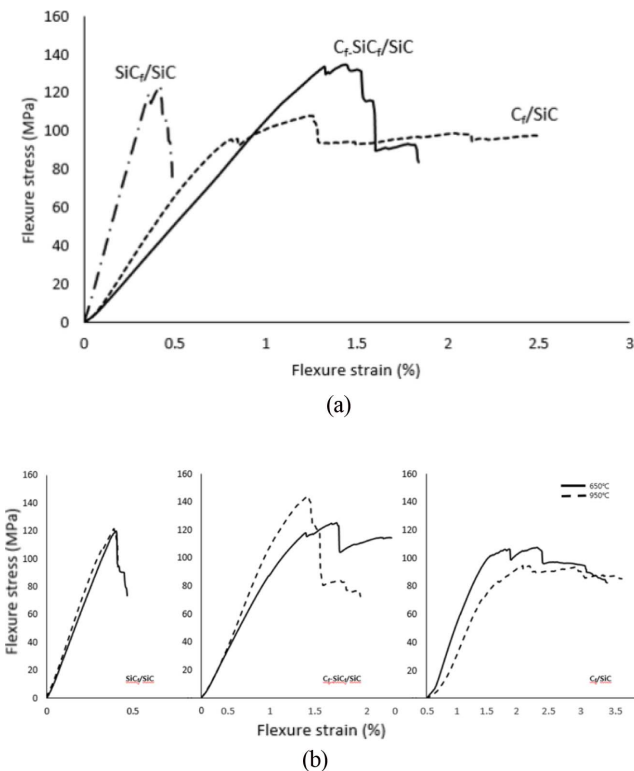 160
140
120
100
80
60
40
20
0
Flexure stress (MPa)
SiCf/SiC
Cf-SiCf/SiC
Cf/SiC
0 0.5 1 1.5 2 2.5 3
Flexure strain (%)
(a)
Flexure stress (MPa)
160
140
120
100
80
60
40
20
0
SiCf/SiC
0 0.5
160
140
120
100
80
60
40
20
0
Cf-SiCf/SiC
0 0.5 1 1.5 2 0
160
140
120
100
80
60
40
20
650°C
950°C
Cf/SiC
0.5 1 1.5 2 2.5 3 3.5
Flexure strain (%)
(b)